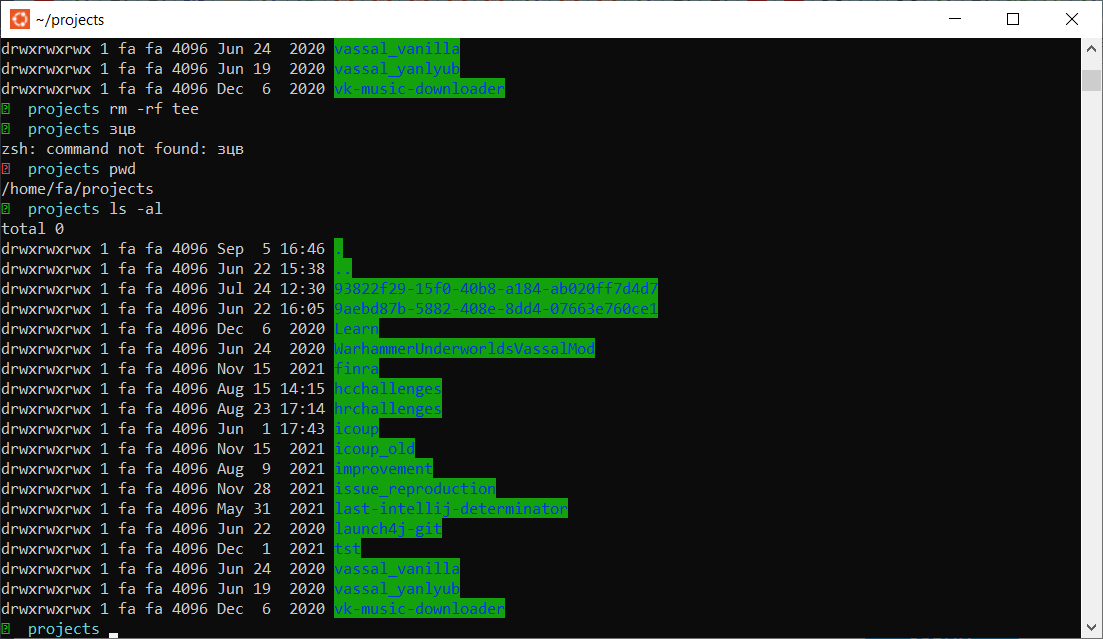 ~/projects
drwxrwxrwx 1 fa fa 4096 Jun 24  2020 vassal_vanilla
drwxrwxrwx 1 fa fa 4096 Jun 19  2020 vassal_yanlyub
drwxrwxrwx 1 fa fa 4096 Dec  6  2020 vk-music-downloader
projects rm -rf tee
projects зцв
zsh: command not found: зцв
projects pwd
/home/fa/projects
projects ls -al
total 0
drwxrwxrwx 1 fa fa 4096 Sep  5 16:46 .
drwxrwxrwx 1 fa fa 4096 Jun 22 15:38 ..
drwxrwxrwx 1 fa fa 4096 Jul 24 12:30 93822f29-15f0-40b8-a184-ab020ff7d4d7
drwxrwxrwx 1 fa fa 4096 Jun 22 16:05 9aebd87b-5882-408e-8dd4-07663e760ce1
drwxrwxrwx 1 fa fa 4096 Dec  6  2020 Learn
drwxrwxrwx 1 fa fa 4096 Jun 24  2020 WarhammerUnderworldsVassalMod
drwxrwxrwx 1 fa fa 4096 Nov 15  2021 finra
drwxrwxrwx 1 fa fa 4096 Aug 15 14:15 hcchallenges
drwxrwxrwx 1 fa fa 4096 Aug 23 17:14 hrchallenges
drwxrwxrwx 1 fa fa 4096 Jun  1 17:43 icoup
drwxrwxrwx 1 fa fa 4096 Nov 15  2021 icoup_old
drwxrwxrwx 1 fa fa 4096 Aug  9  2021 improvement
drwxrwxrwx 1 fa fa 4096 Nov 28  2021 issue_reproduction
drwxrwxrwx 1 fa fa 4096 May 31  2021 last-intellij-determinator
drwxrwxrwx 1 fa fa 4096 Jun 22  2020 launch4j-git
drwxrwxrwx 1 fa fa 4096 Dec  1  2021 tst
drwxrwxrwx 1 fa fa 4096 Jun 24  2020 vassal_vanilla
drwxrwxrwx 1 fa fa 4096 Jun 19  2020 vassal_yanlyub
drwxrwxrwx 1 fa fa 4096 Dec  6  2020 vk-music-downloader
projects